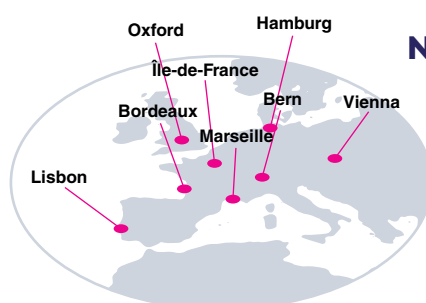 Oxford
Hamburg
N
Île-de-France
Bern
Bordeaux
Vienna
Marseille
Lisbon